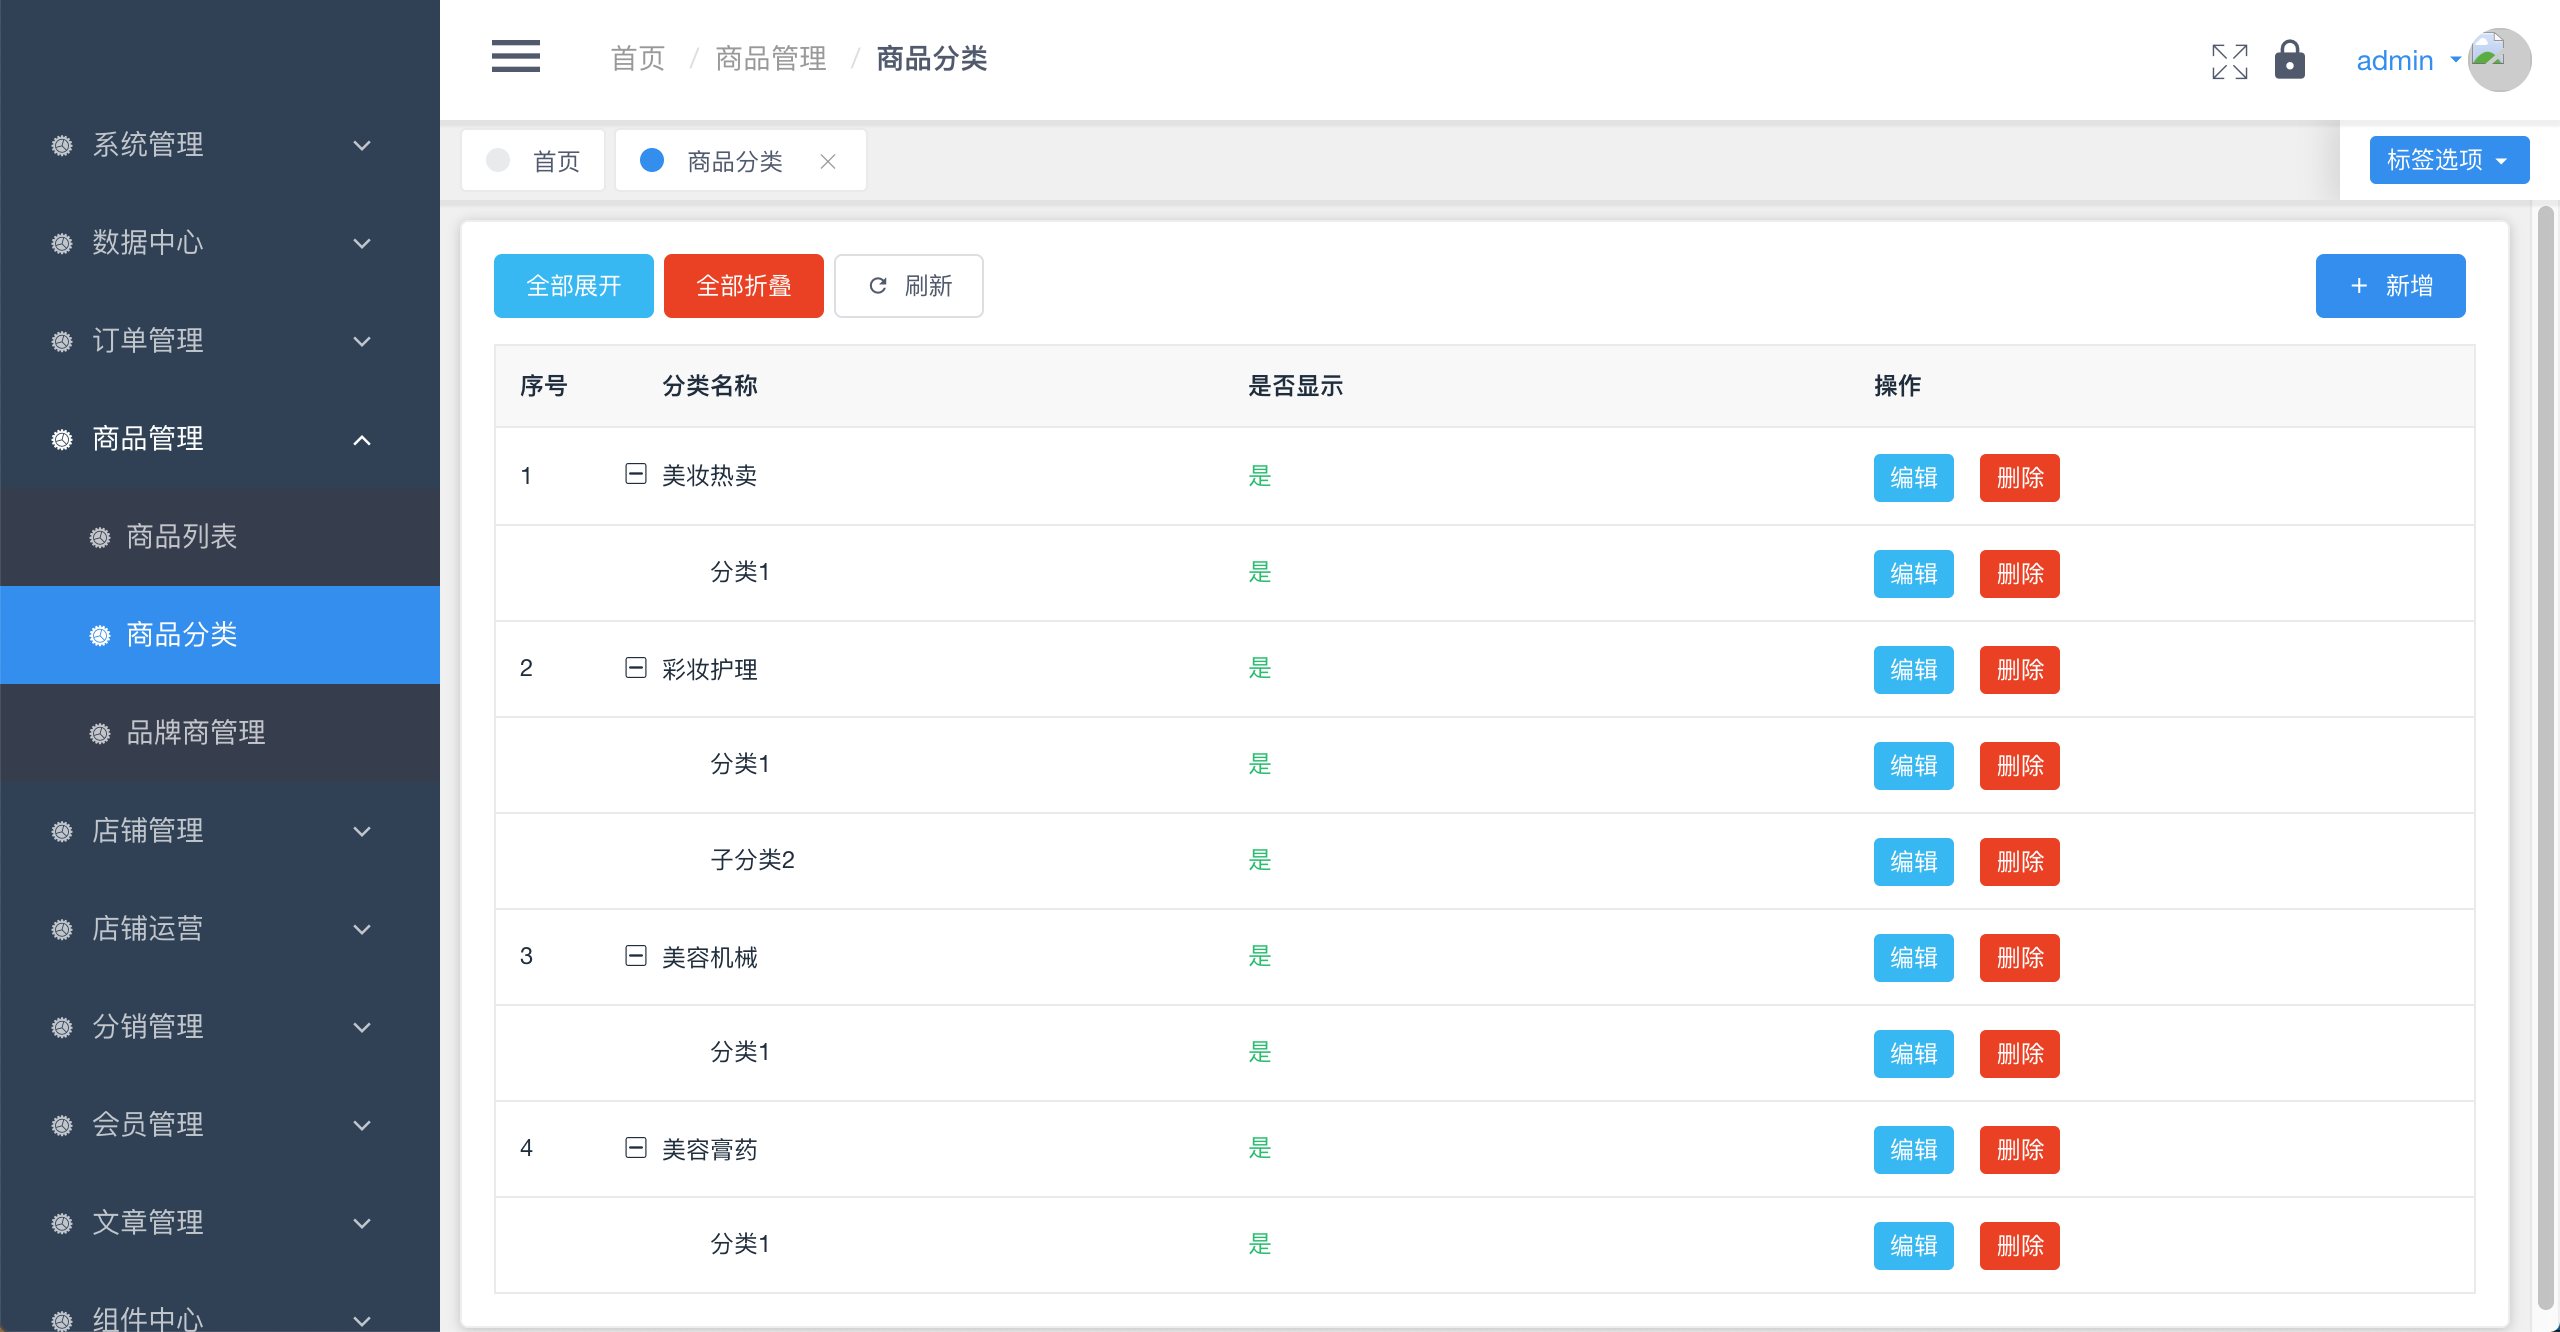 首页 / 商品管理 / 商品分类
admin
系统管理
数据中心
订单管理
商品管理
商品列表
商品分类
品牌商管理
店铺管理
店铺运营
分销管理
会员管理
文章管理
组件中心
首页 商品分类
标签选项
全部展开 全部折叠 刷新 新增
序号 分类名称 是否显示 操作
1 美妆热卖 是 编辑 删除
分类1 是 编辑 删除
2 彩妆护理 是 编辑 删除
分类1 是 编辑 删除
子分类2 是 编辑 删除
3 美容机械 是 编辑 删除
分类1 是 编辑 删除
4 美容膏药 是 编辑 删除
分类1 是 编辑 删除